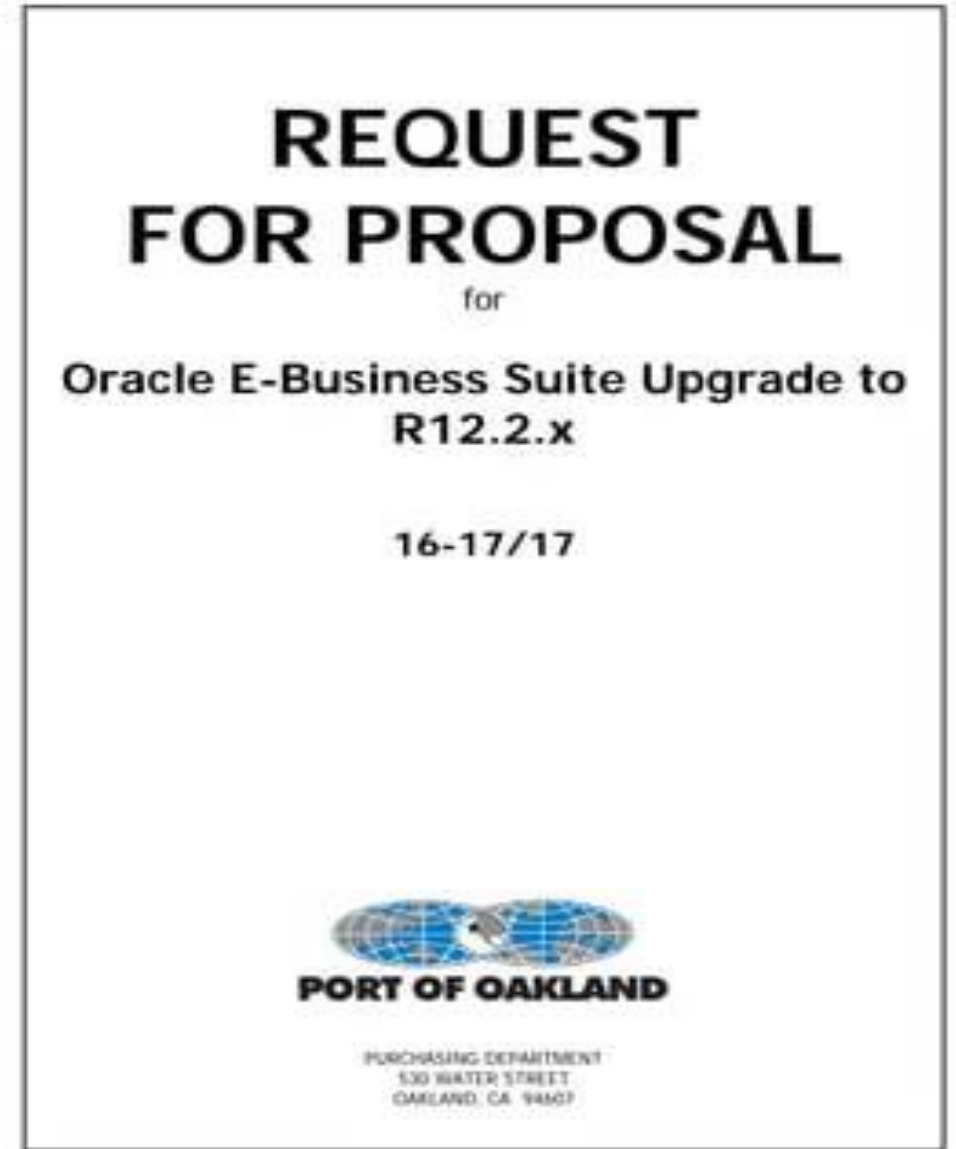 REQUEST
FOR PROPOSAL
for
Oracle E-Business Suite Upgrade to
R12.2.x
16-17/17
PORT OF OAKLAND
PURCHASING DEPARTMENT
530 WATER STREET
OAKLAND, CA 94607